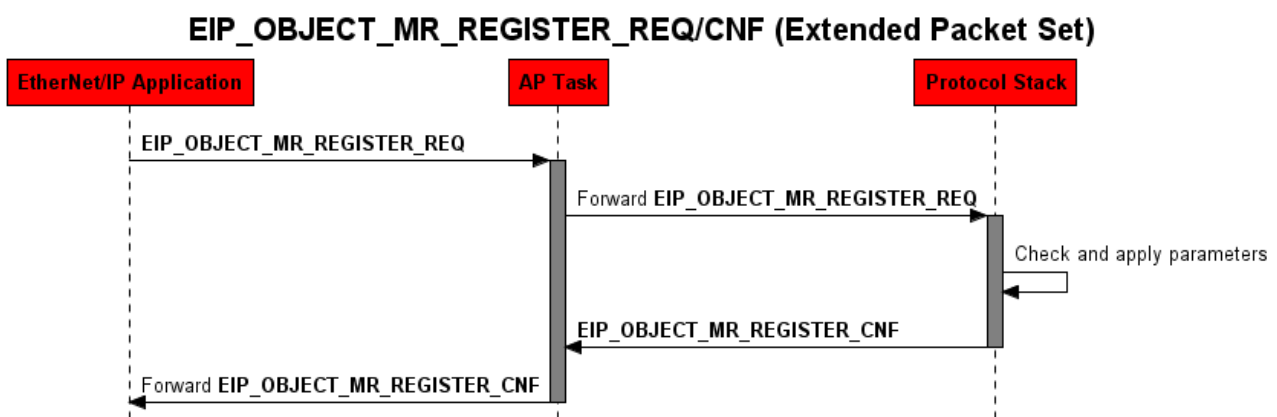 EIP_OBJECT_MR_REGISTER_REQ/CNF (Extended Packet Set)
EtherNet/IP Application
AP Task
Protocol Stack
EIP_OBJECT_MR_REGISTER_REQ
Forward EIP_OBJECT_MR_REGISTER_REQ
Check and apply parameters
EIP_OBJECT_MR_REGISTER_CNF
Forward EIP_OBJECT_MR_REGISTER_CNF